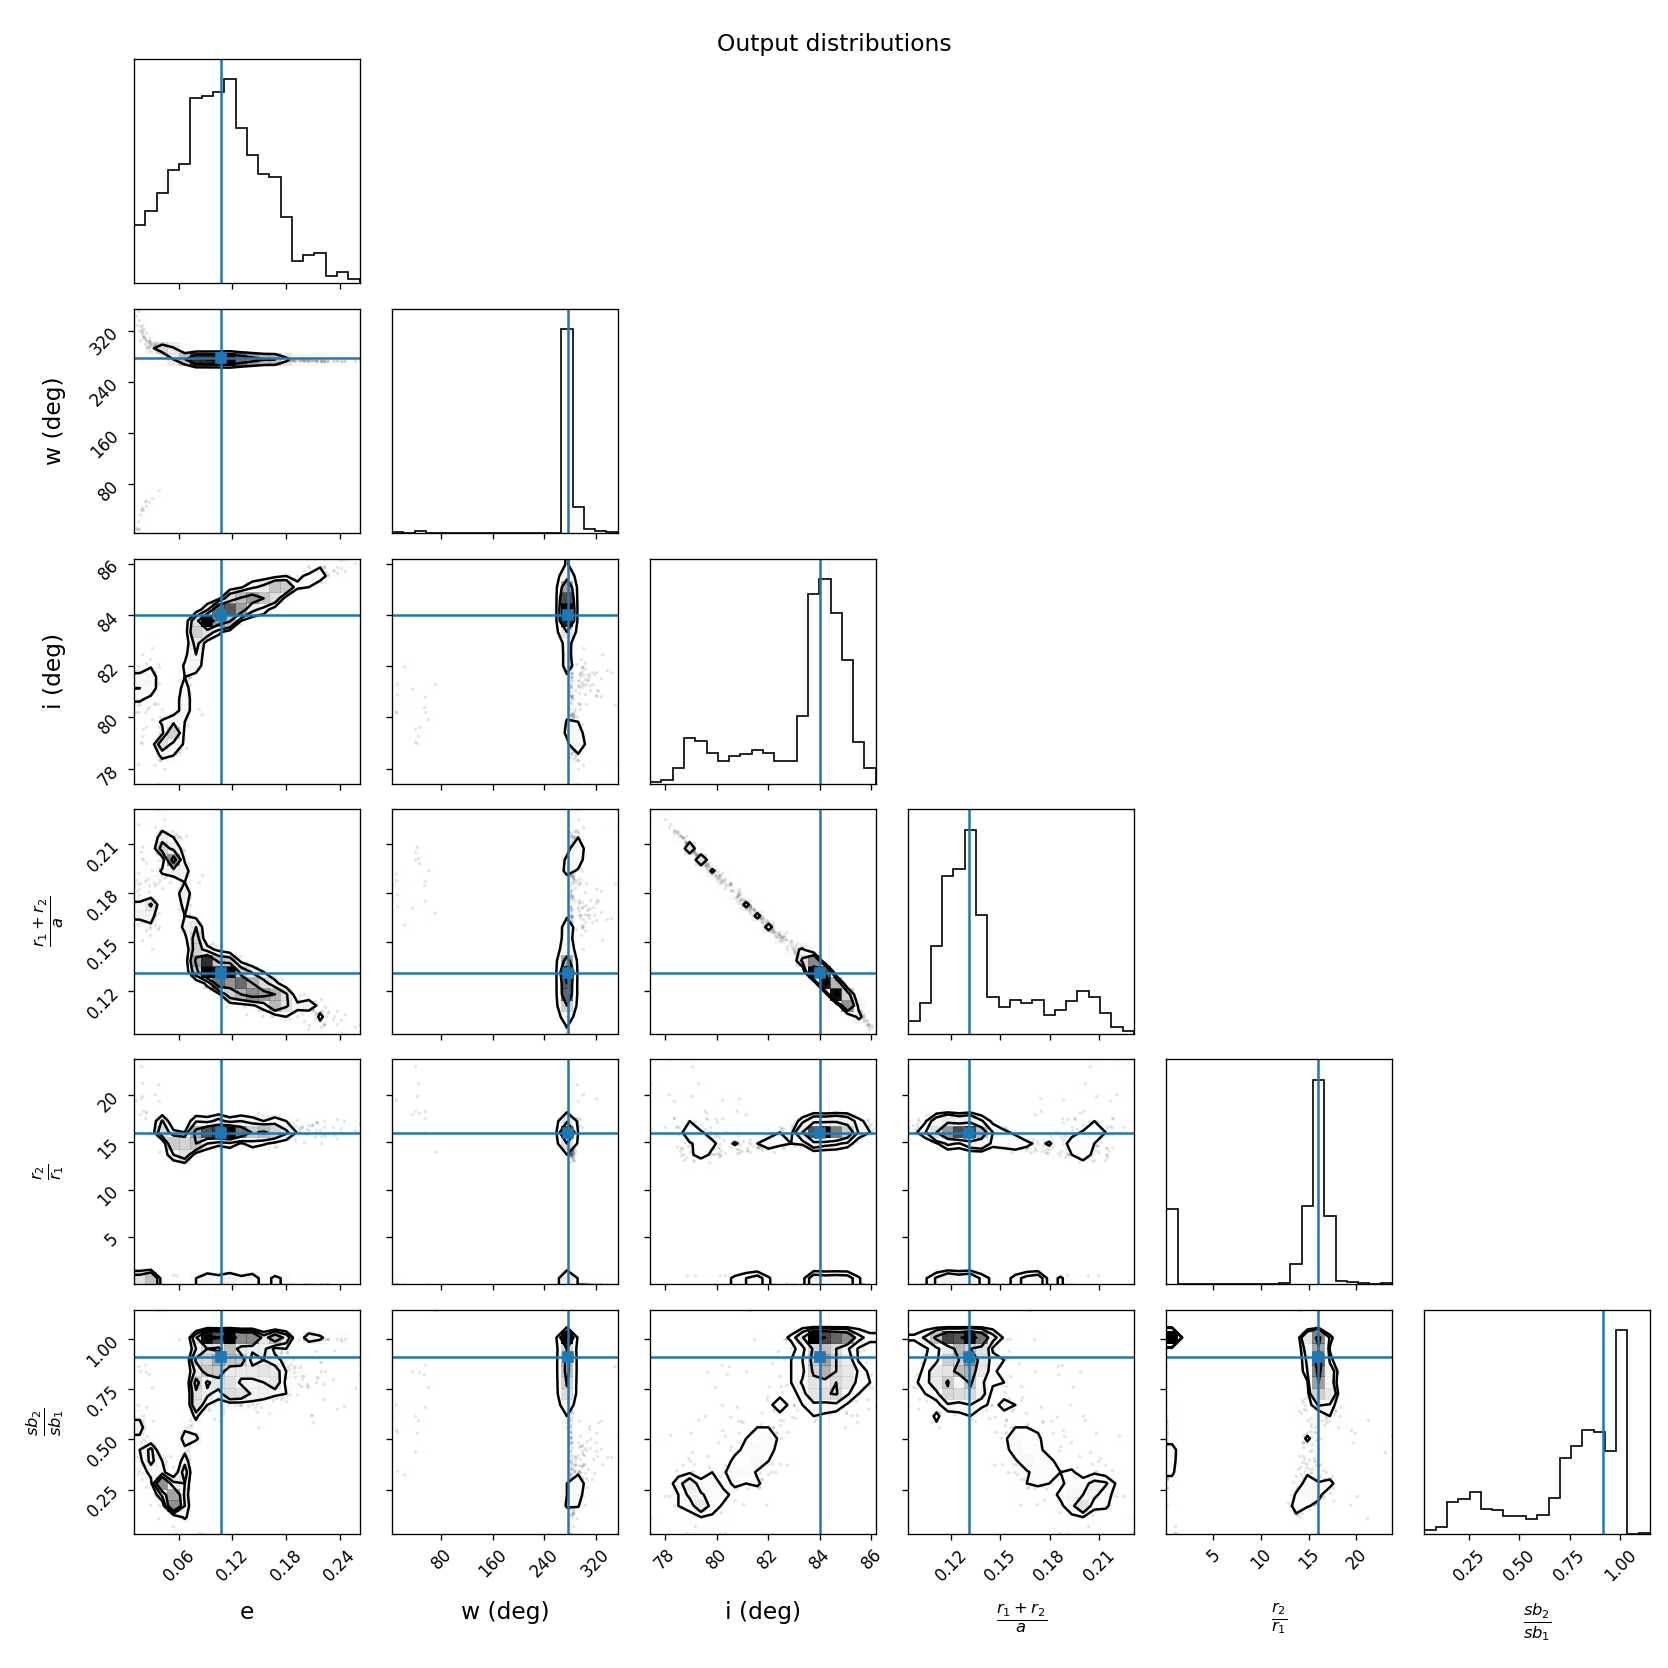 Output distributions
w (deg)
320
240
160
80
i (deg)
86
84
82
80
78
r₁ + r₂ / a
0.21
0.18
0.15
0.12
r₂ / r₁
20
15
10
5
sb₂ / sb₁
1.00
0.75
0.50
0.25
0.06 0.12 0.18 0.24 80 160 240 320 78 80 82 84 86 0.12 0.15 0.18 0.21 5 10 15 20 0.25 0.50 0.75 1.00
e w (deg) i (deg) r₁ + r₂ / a r₂ / r₁ sb₂ / sb₁